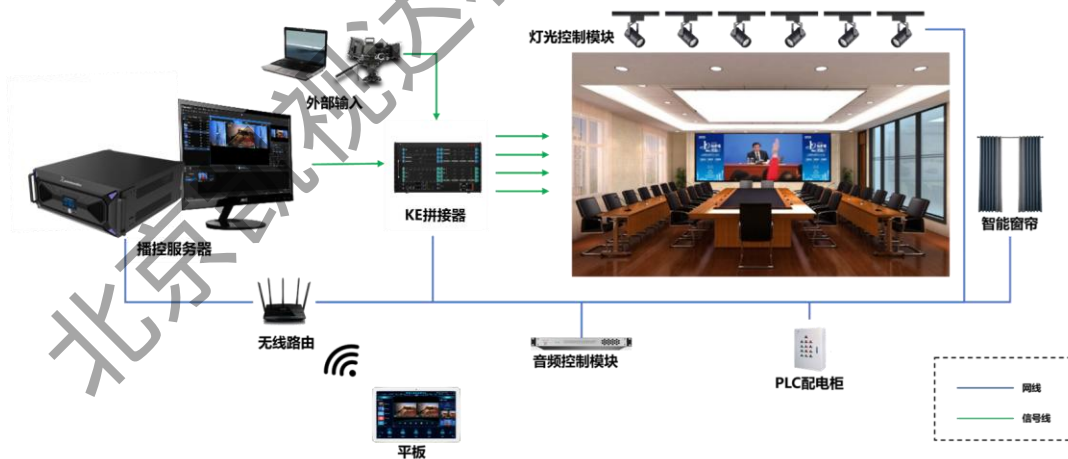 灯光控制模块
外部输入
KE拼接器
智能窗帘
播控服务器
无线路由
音频控制模块
PLC配电柜
网线
信号线
平板
北京
视达